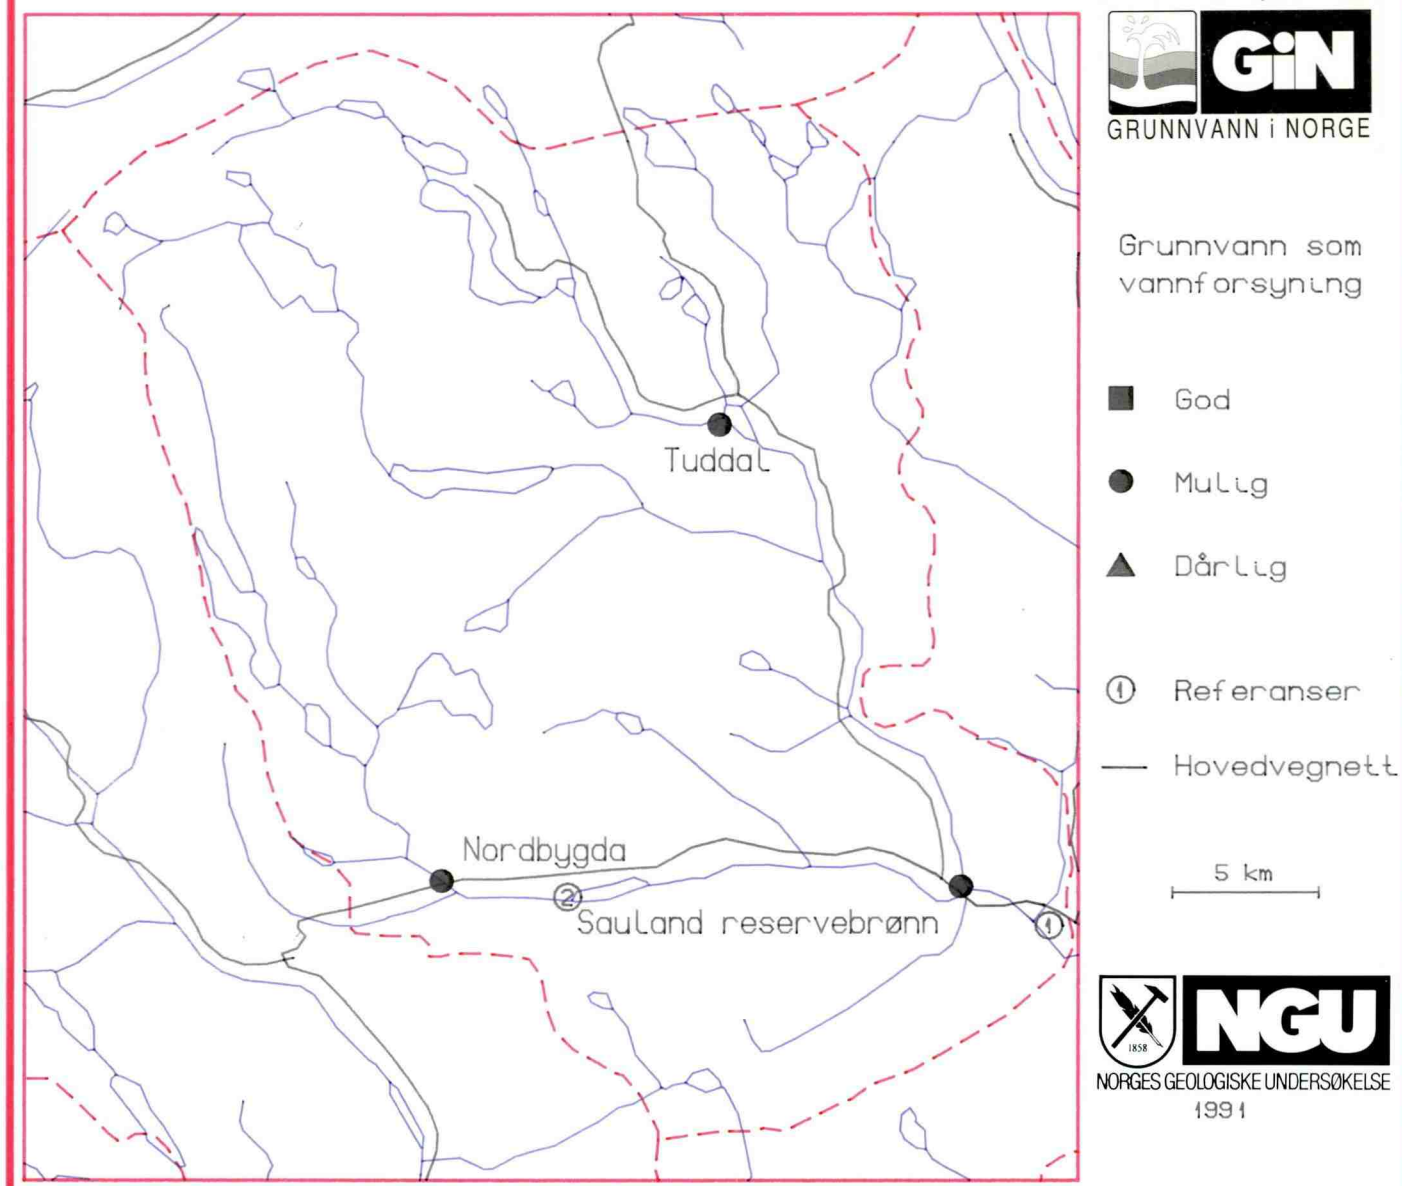 GiN
GRUNNVANN i NORGE
Grunnvann som
vannforsyning
God
Mulig
Dårlig
1 Referanser
Hovedvegnett
5 km
1858
NGU
NORGES GEOLOGISKE UNDERSØKELSE
1991
Tuddal
Nordbygda
2
Sauland reservebrønn
1